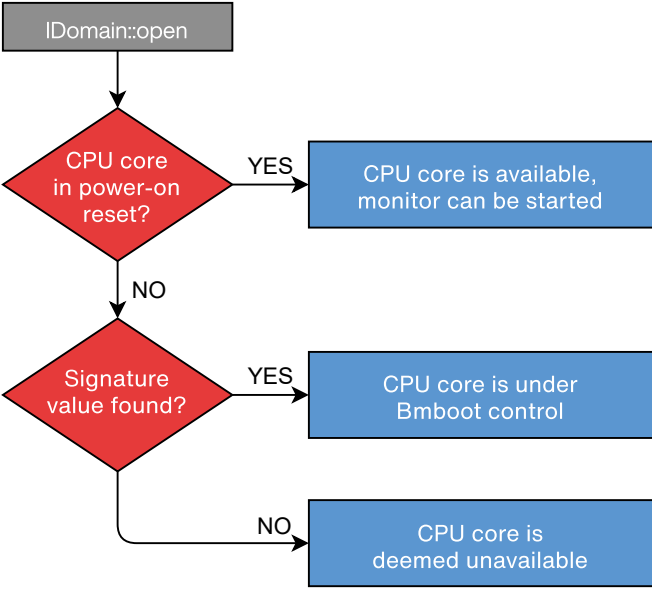 IDomain::open
CPU core
in power-on
reset?
YES
CPU core is available,
monitor can be started
NO
Signature
value found?
YES
CPU core is under
Bmboot control
NO
CPU core is
deemed unavailable